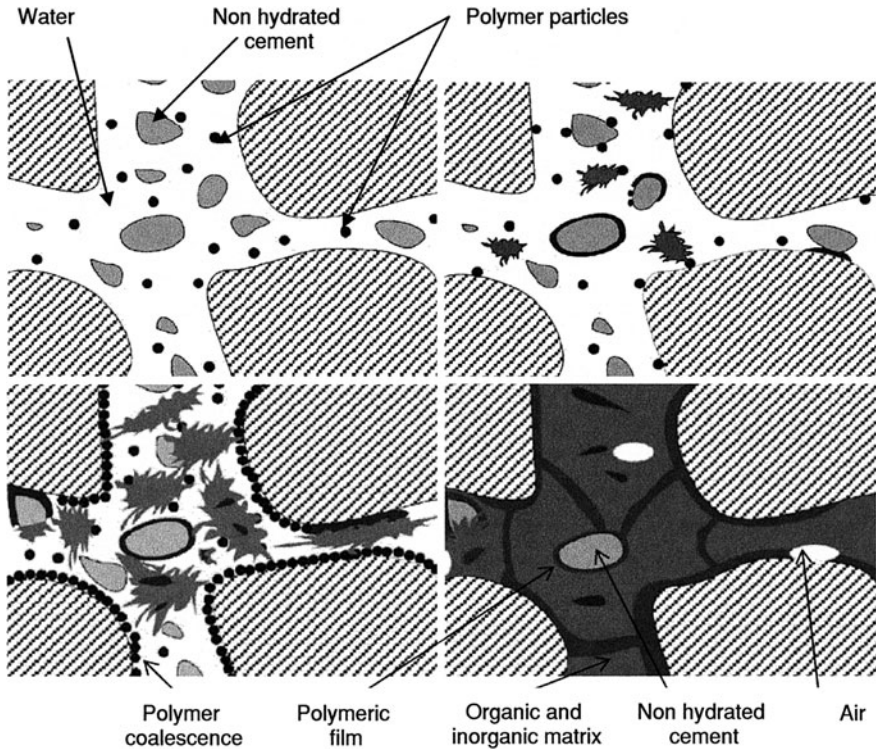 Water
Non hydrated
cement
Polymer particles
Polymer
coalescence
Polymeric
film
Organic and
inorganic matrix
Non hydrated
cement
Air